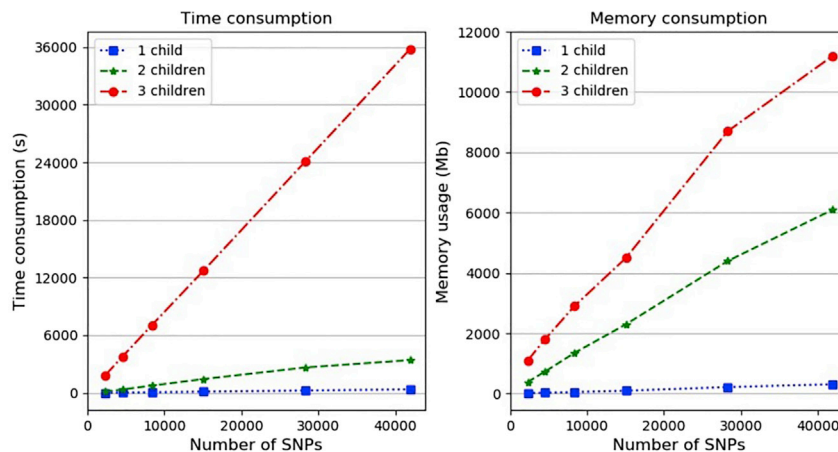 Time consumption
1 child
2 children
3 children
36000
30000
24000
18000
12000
6000
0
Time consumption (s)
0
10000
20000
30000
40000
Number of SNPs
Memory consumption
1 child
2 children
3 children
12000
12000
8000
6000
4000
2000
0
Memory usage (Mb)
0
10000
20000
30000
40000
Number of SNPs